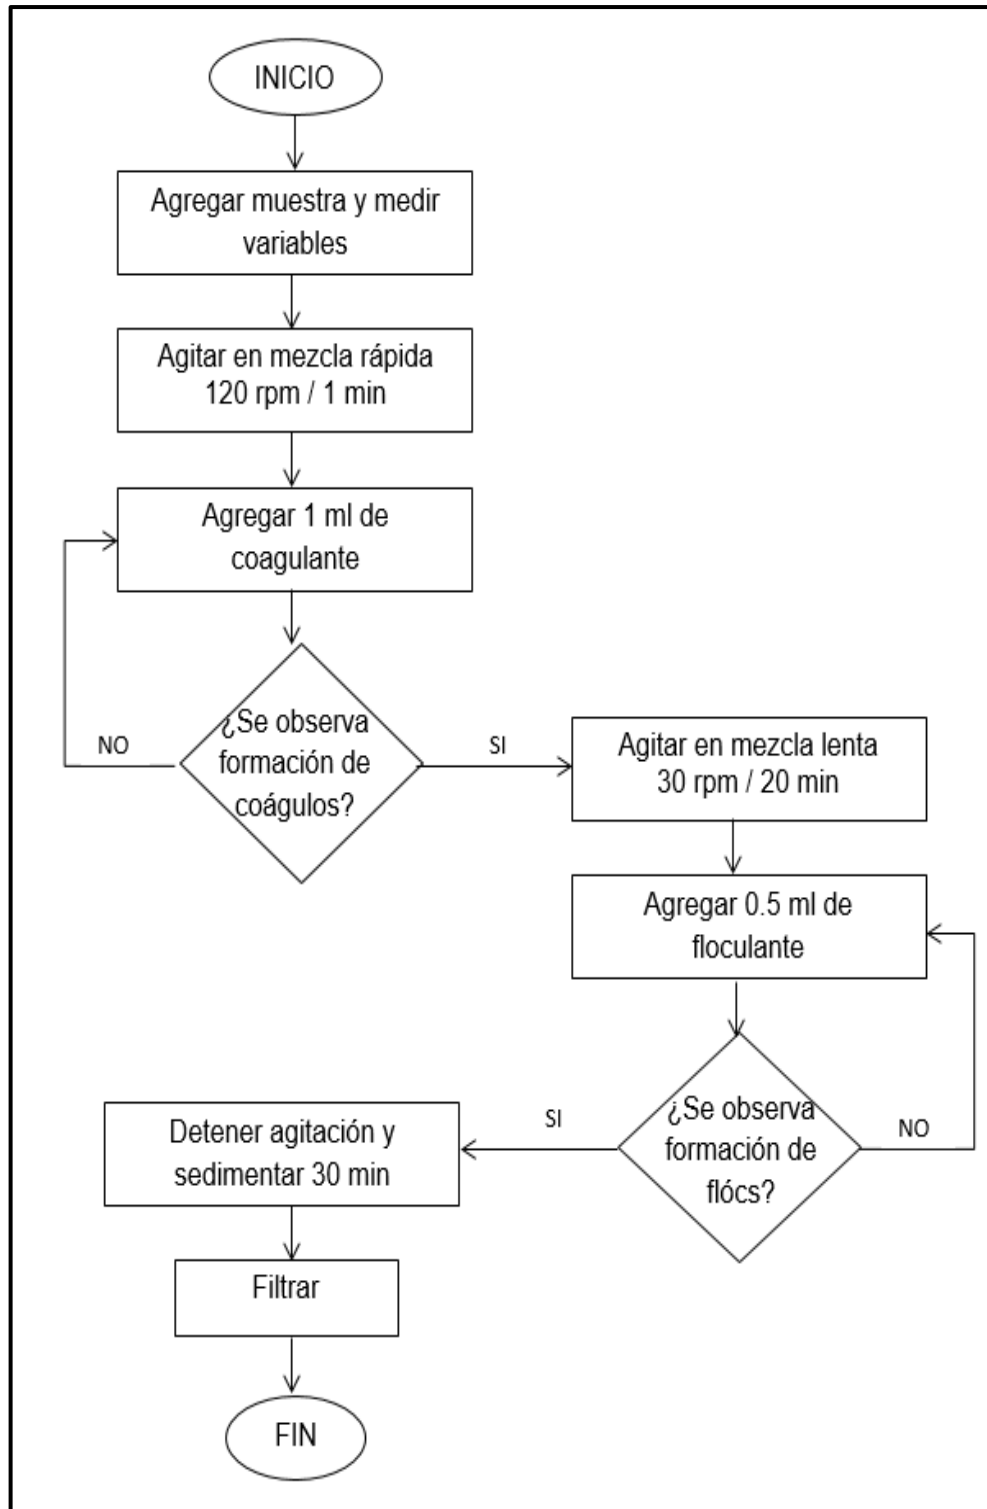 INICIO
Agregar muestra y medir
variables
Agitar en mezcla rápida
120 rpm / 1 min
Agregar 1 ml de
coagulante
¿Se observa
formación de
coágulos?
NO
SI
Agitar en mezcla lenta
30 rpm / 20 min
Agregar 0.5 ml de
floculante
¿Se observa
formación de
flócs?
NO
SI
Detener agitación y
sedimentar 30 min
Filtrar
FIN